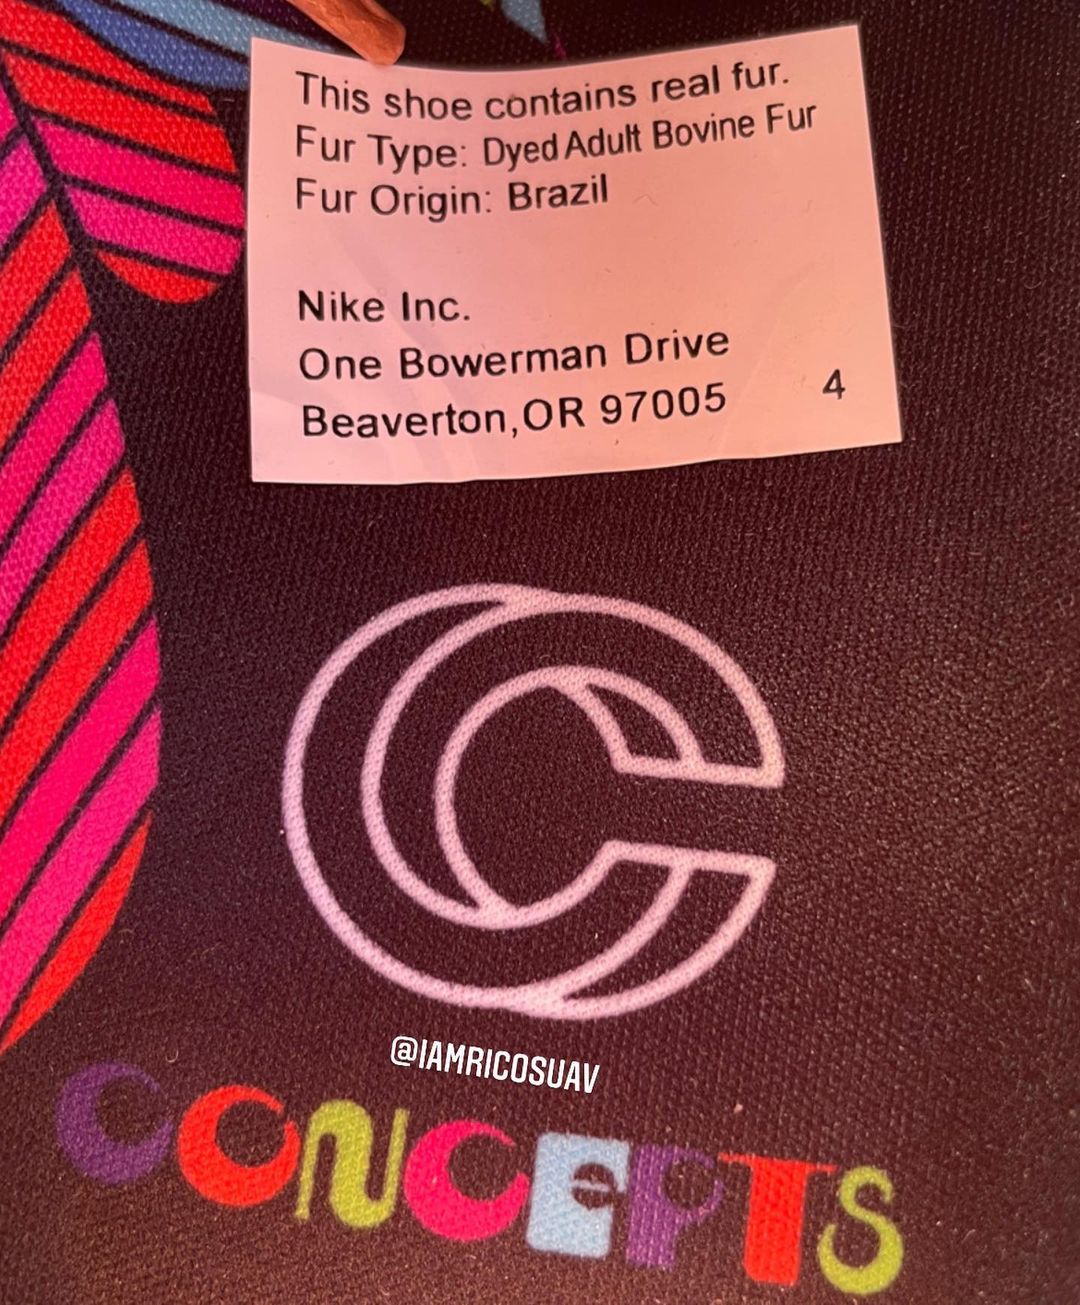 This shoe contains real fur.
Fur Type: Dyed Adult Bovine Fur
Fur Origin: Brazil
Nike Inc.
One Bowerman Drive
Beaverton,OR 97005 4
C
@IAMRICOSUAV
CONCEPTS